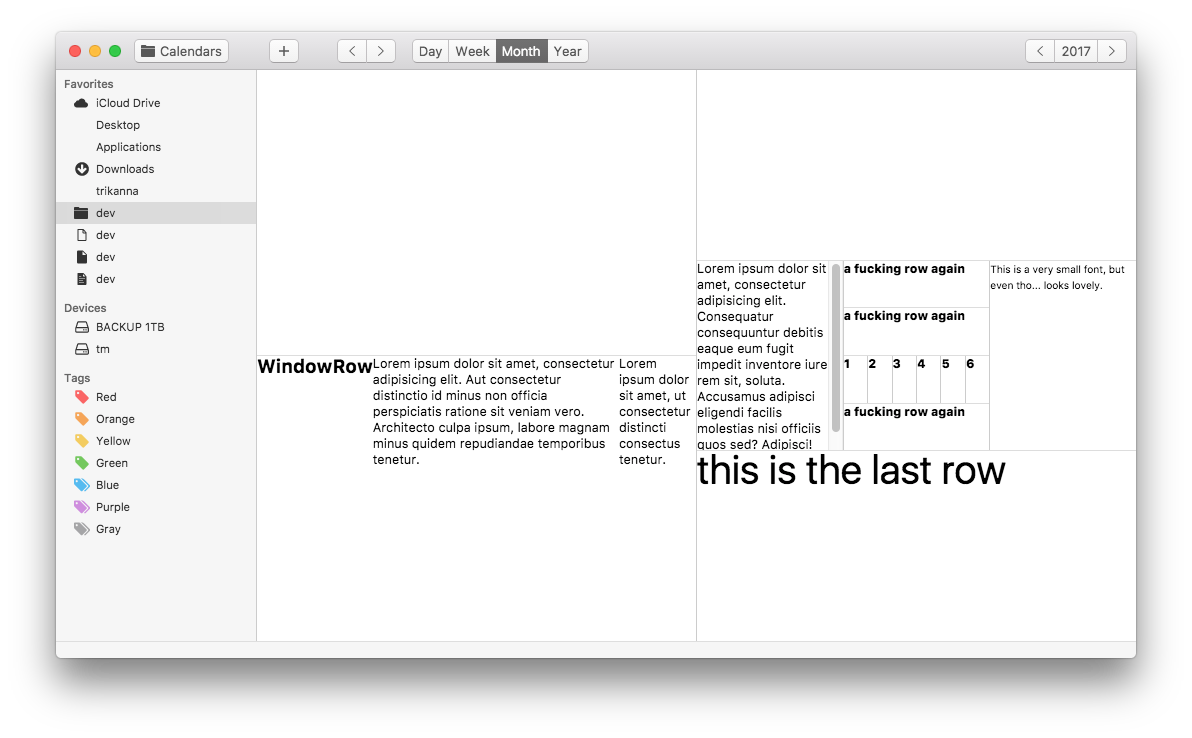 Calendars
Day Week Month Year
2017
Favorites
iCloud Drive
Desktop
Applications
Downloads
trikanna
dev
dev
dev
dev
Devices
BACKUP 1TB
tm
Tags
Red
Orange
Yellow
Green
Blue
Purple
Gray
WindowRow
Lorem ipsum dolor sit amet, consectetur
adipisicing elit. Aut consectetur
distinctio id minus non officia
perspiciatis ratione sit veniam vero.
Architecto culpa ipsum, labore magnam
minus quidem repudiandae temporibus
tenetur.
Lorem
ipsum dolor
sit amet, ut
consectetur
distincti
consectus
tenetur.
Lorem ipsum dolor sit
amet, consectetur
adipisicing elit.
Consequatur
consequuntur debitis
eaque eum fugit
impedit inventore iure
rem sit, soluta.
Accusamus adipisci
eligendi facilis
molestias nisi officiis
quos sed? Adipisci!
a fucking row again
a fucking row again
1 2 3 4 5 6
a fucking row again
This is a very small font, but
even tho... looks lovely.
this is the last row